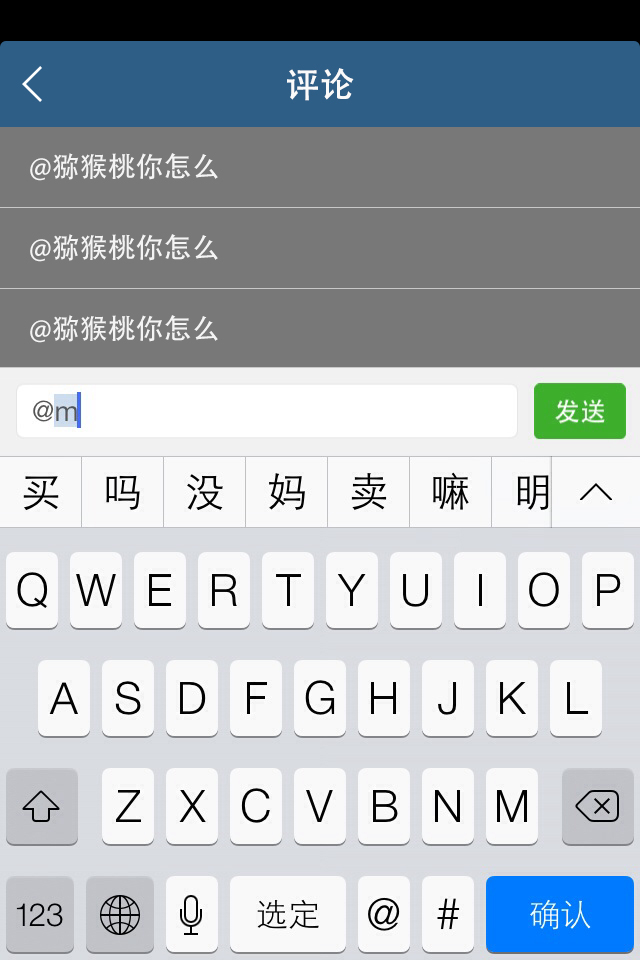 评论
@猕猴桃你怎么
@猕猴桃你怎么
@猕猴桃你怎么
@m 发送
买 吗 没 妈 卖 嘛 明
Q W E R T Y U I O P
A S D F G H J K L
Z X C V B N M
123 选定 @ # 确认